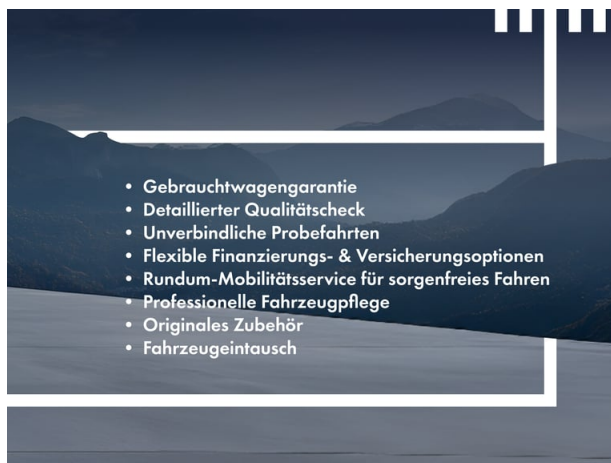 • Gebrauchtwagengarantie
• Detaillierter Qualitätscheck
• Unverbindliche Probefahrten
• Flexible Finanzierungs- & Versicherungsoptionen
• Rundum-Mobilitätsservice für sorgenfreies Fahren
• Professionelle Fahrzeugpflege
• Originales Zubehör
• Fahrzeugeintausch